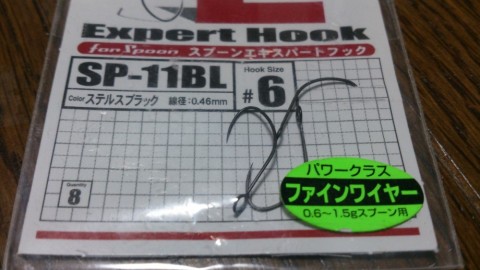 Expert Hook
for Spoon スプーンエキスパートフック
SP-11BL
Hook Size
#6
Color ステルスブラック 線径:0.46mm
Quantity
8
パワークラス
ファインワイヤー
0.6~1.5gスプーン用